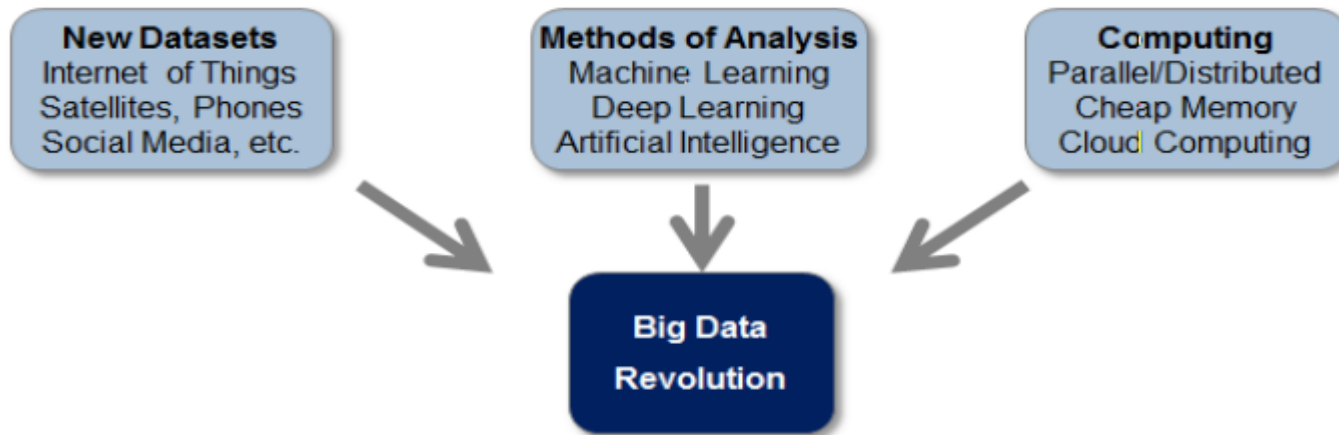 New Datasets
Internet of Things
Satellites, Phones
Social Media, etc.
Methods of Analysis
Machine Learning
Deep Learning
Artificial Intelligence
Computing
Parallel/Distributed
Cheap Memory
Cloud Computing
Big Data
Revolution